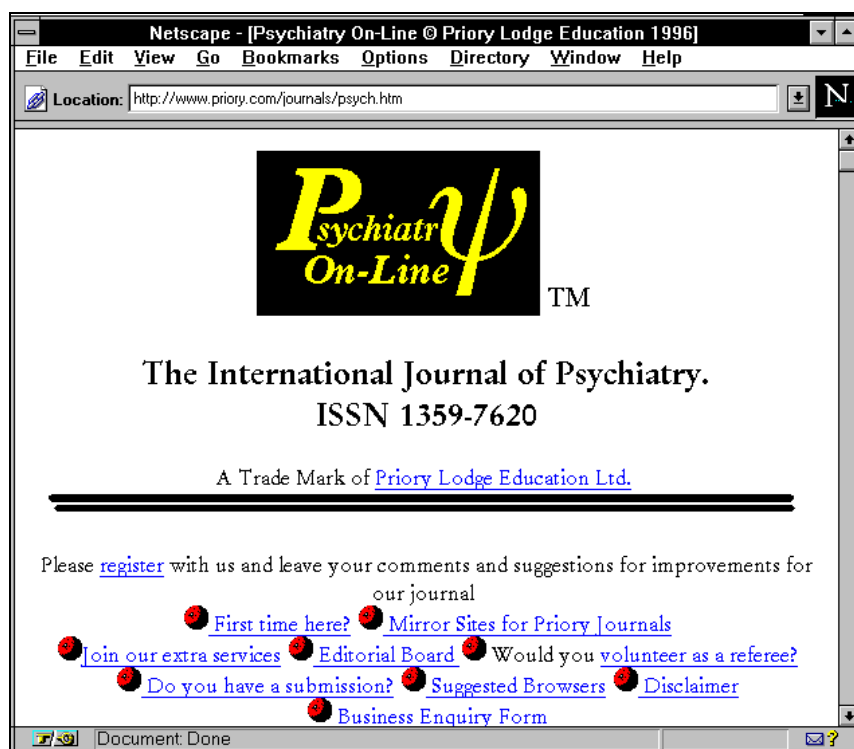 Netscape - [Psychiatry On-Line © Priory Lodge Education 1996]
File Edit View Go Bookmarks Options Directory Window Help
Location: http://www.priory.com/journals/psych.htm
N
Psychiatrψ
On-Line
TM
The International Journal of Psychiatry.
ISSN 1359-7620
A Trade Mark of Priory Lodge Education Ltd.
Please register with us and leave your comments and suggestions for improvements for
our journal
First time here? Mirror Sites for Priory Journals
Join our extra services Editorial Board Would you volunteer as a referee?
Do you have a submission? Suggested Browsers Disclaimer
Business Enquiry Form
Document: Done
?